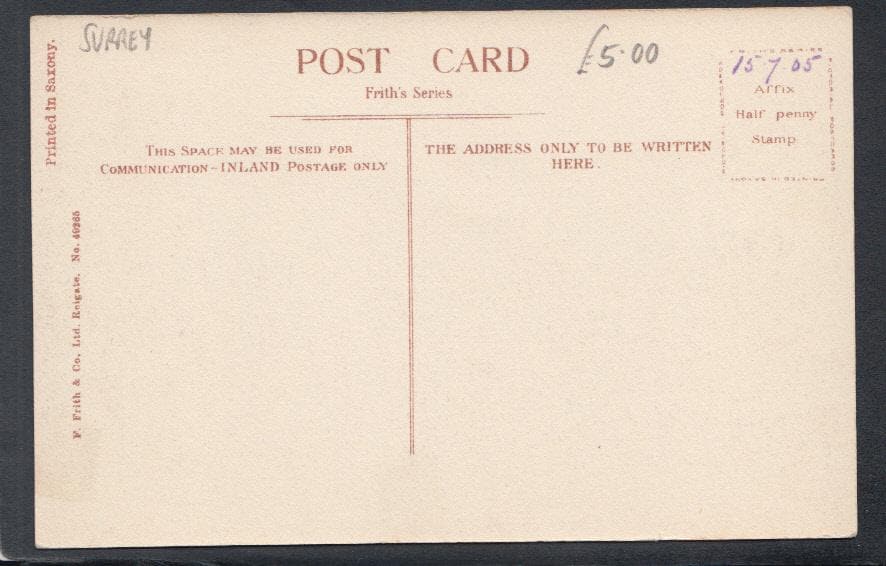 SURREY
POST CARD
£5.00
Frith's Series
15 7 05
Affix
Half penny
Stamp
THIS SPACE MAY BE USED FOR
COMMUNICATION - INLAND POSTAGE ONLY
THE ADDRESS ONLY TO BE WRITTEN
HERE.
Printed in Saxony.
F. Frith & Co. Ltd. Reigate. No. 49265